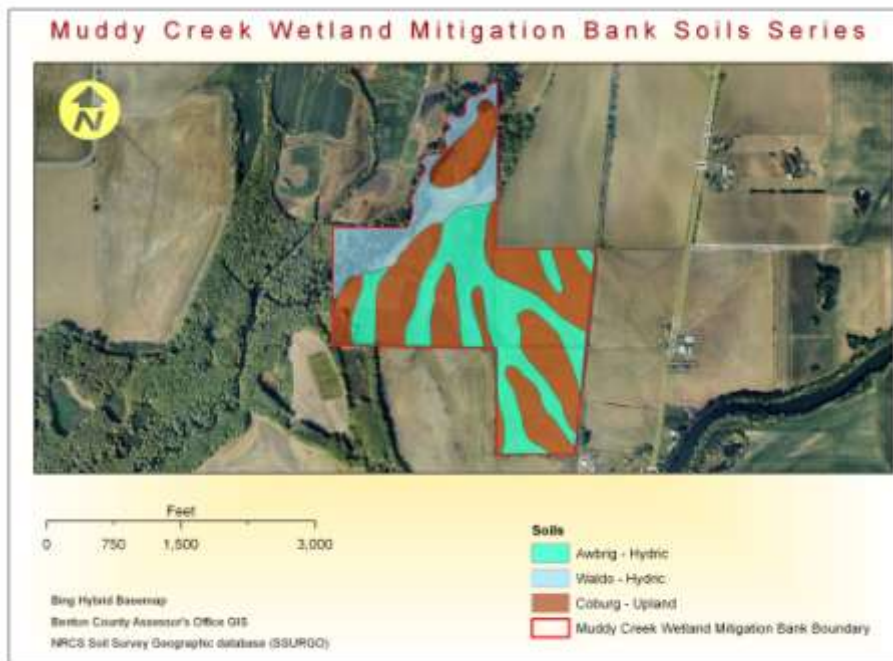 Muddy Creek Wetland Mitigation Bank Soils Series
N
Feet
0 750 1,500 3,000
Soils
Awbrig - Hydric
Waldo - Hydric
Coburg - Upland
Muddy Creek Wetland Mitigation Bank Boundary
Bing Hybrid Basemap
Benton County Assessor's Office GIS
NRCS Soil Survey Geographic database (SSURGO)